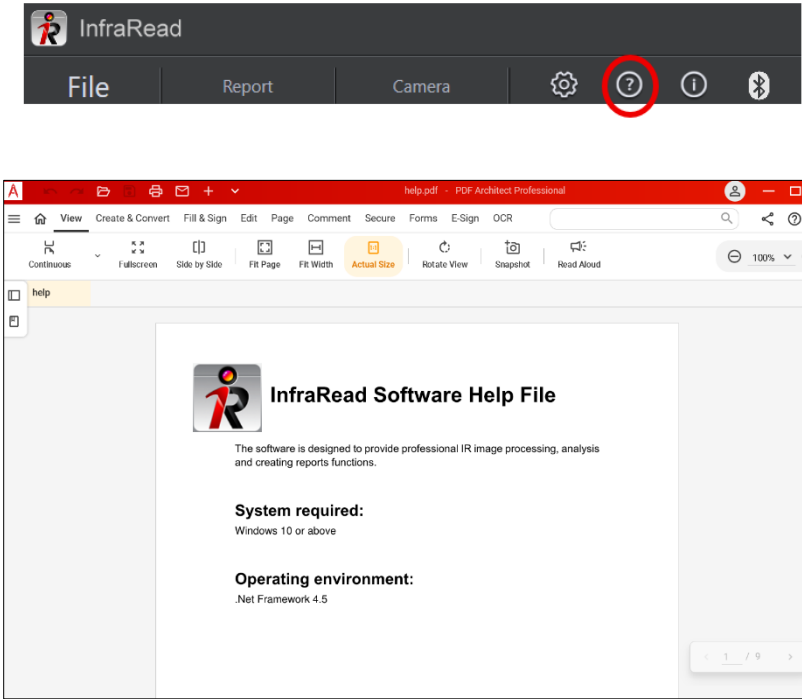 InfraRead
File Report Camera
help.pdf - PDF Architect Professional
View Create & Convert Fill & Sign Edit Page Comment Secure Forms E-Sign OCR
Continuous Fullscreen Side by Side Fit Page Fit Width Actual Size Rotate View Snapshot Read Aloud 100%
help
InfraRead Software Help File
The software is designed to provide professional IR image processing, analysis
and creating reports functions.
System required:
Windows 10 or above
Operating environment:
.Net Framework 4.5
1 / 9